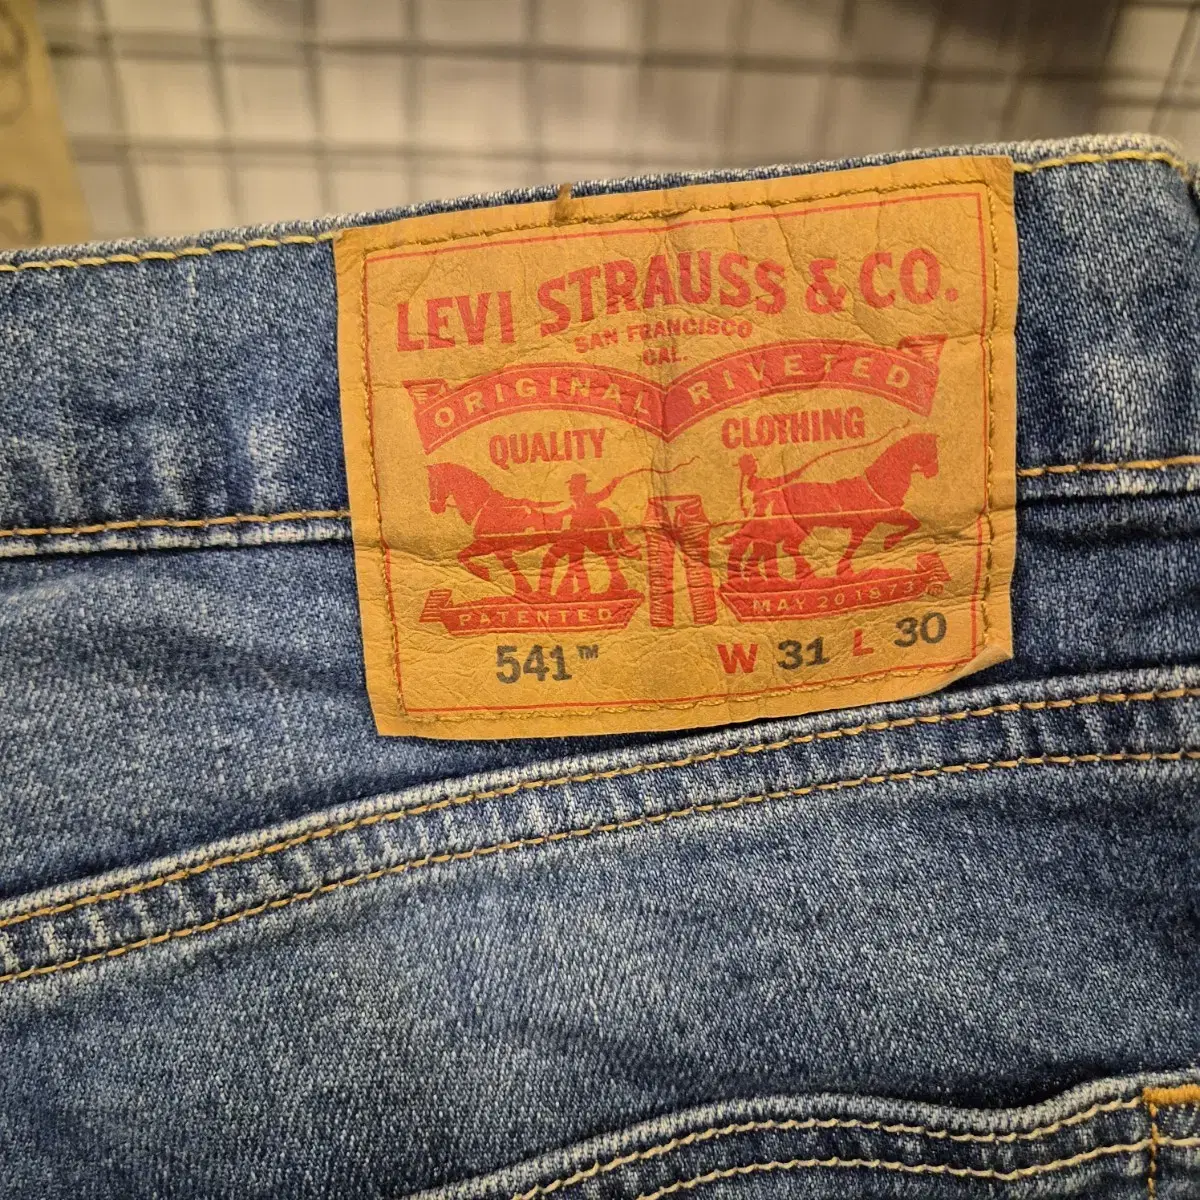 LEVI STRAUSS & CO.
SAN FRANCISCO
CAL.
ORIGINAL RIVETED
QUALITY CLOTHING
PATENTED MAY 20 1873 ®
541™ W 31 L 30